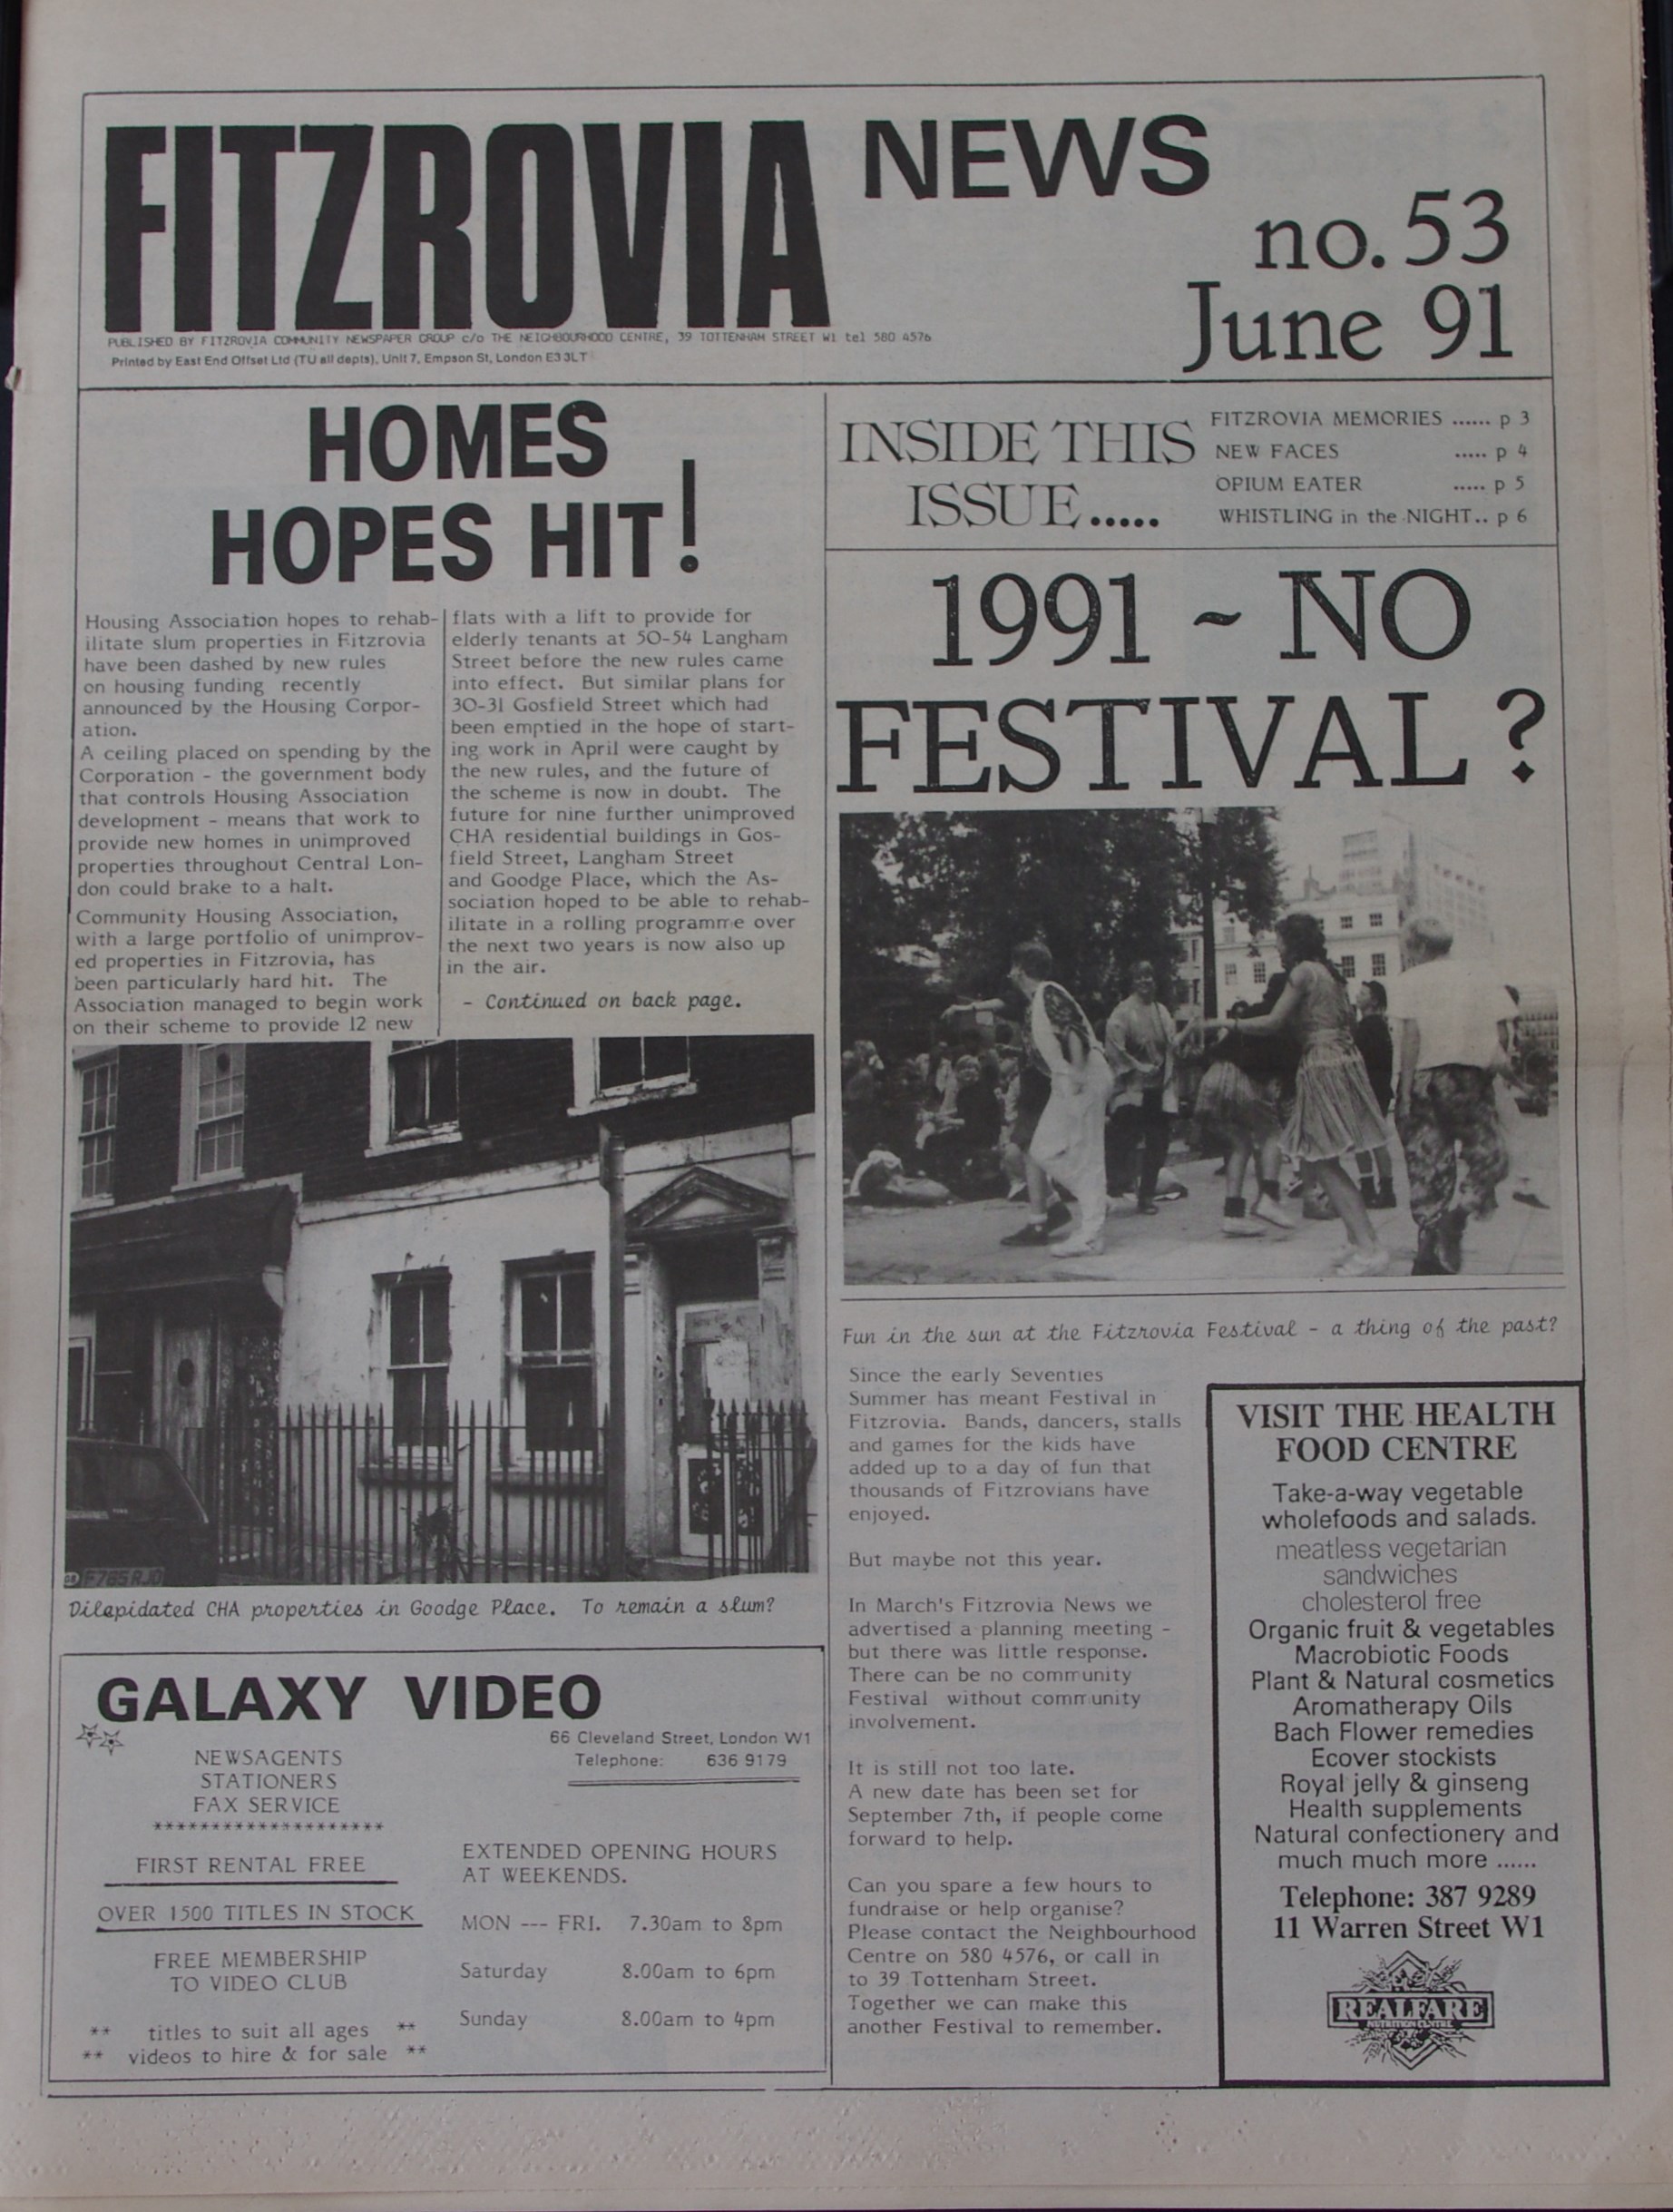 FITZROVIA NEWS
no. 53
June 91
PUBLISHED BY FITZROVIA COMMUNITY NEWSPAPER GROUP c/o THE NEIGHBOURHOOD CENTRE, 39 TOTTENHAM STREET W1 tel 580 4576
Printed by East End Offset Ltd (TU all depts), Unit 7, Empson St, London E3 3LT
HOMES
HOPES HIT!
Housing Association hopes to rehab-
ilitate slum properties in Fitzrovia
have been dashed by new rules
on housing funding recently
announced by the Housing Corpor-
ation.
A ceiling placed on spending by the
Corporation - the government body
that controls Housing Association
development - means that work to
provide new homes in unimproved
properties throughout Central Lon-
don could brake to a halt.
Community Housing Association,
with a large portfolio of unimprov-
ed properties in Fitzrovia, has
been particularly hard hit. The
Association managed to begin work
on their scheme to provide 12 new
flats with a lift to provide for
elderly tenants at 50-54 Langham
Street before the new rules came
into effect. But similar plans for
30-31 Gosfield Street which had
been emptied in the hope of start-
ing work in April were caught by
the new rules, and the future of
the scheme is now in doubt. The
future for nine further unimproved
CHA residential buildings in Gos-
field Street, Langham Street
and Goodge Place, which the As-
sociation hoped to be able to rehab-
ilitate in a rolling programme over
the next two years is now also up
in the air.
- Continued on back page.
F765 RJD
Dilapidated CHA properties in Goodge Place. To remain a slum?
GALAXY VIDEO
66 Cleveland Street, London W1
Telephone: 636 9179
NEWSAGENTS
STATIONERS
FAX SERVICE
*******************
FIRST RENTAL FREE
OVER 1500 TITLES IN STOCK
FREE MEMBERSHIP
TO VIDEO CLUB
** titles to suit all ages **
** videos to hire & for sale **
EXTENDED OPENING HOURS
AT WEEKENDS.
MON --- FRI. 7.30am to 8pm
Saturday 8.00am to 6pm
Sunday 8.00am to 4pm
INSIDE THIS
ISSUE.....
FITZROVIA MEMORIES ...... p 3
NEW FACES ..... p 4
OPIUM EATER ..... p 5
WHISTLING in the NIGHT.. p 6
1991 ~ NO
FESTIVAL ?
Fun in the sun at the Fitzrovia Festival - a thing of the past?
Since the early Seventies
Summer has meant Festival in
Fitzrovia. Bands, dancers, stalls
and games for the kids have
added up to a day of fun that
thousands of Fitzrovians have
enjoyed.
But maybe not this year.
In March's Fitzrovia News we
advertised a planning meeting -
but there was little response.
There can be no community
Festival without community
involvement.
It is still not too late.
A new date has been set for
September 7th, if people come
forward to help.
Can you spare a few hours to
fundraise or help organise?
Please contact the Neighbourhood
Centre on 580 4576, or call in
to 39 Tottenham Street.
Together we can make this
another Festival to remember.
VISIT THE HEALTH
FOOD CENTRE
Take-a-way vegetable
wholefoods and salads.
meatless vegetarian
sandwiches
cholesterol free
Organic fruit & vegetables
Macrobiotic Foods
Plant & Natural cosmetics
Aromatherapy Oils
Bach Flower remedies
Ecover stockists
Royal jelly & ginseng
Health supplements
Natural confectionery and
much much more ......
Telephone: 387 9289
11 Warren Street W1
REALFARE
NUTRITION CENTRE